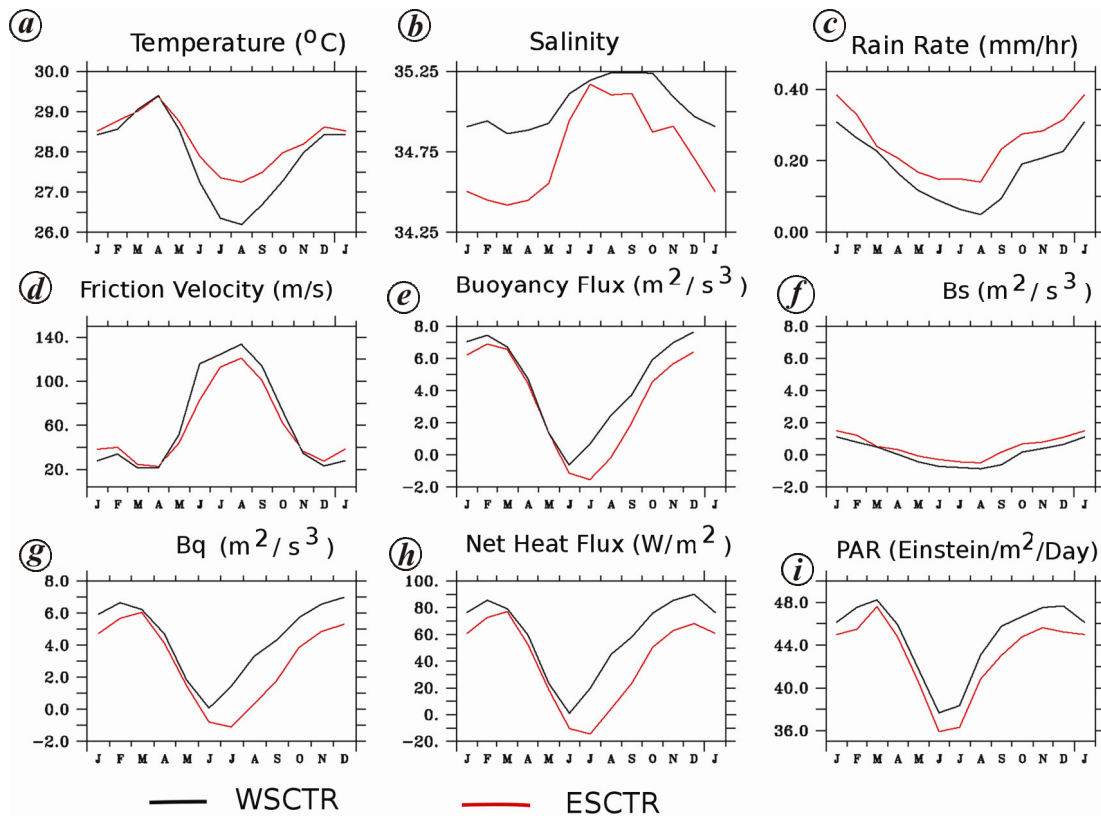 a b c
Temperature (°C) Salinity Rain Rate (mm/hr)
30.0 35.25 0.40
29.0
28.0 34.75 0.20
27.0
26.0 34.25 0.00
J F M A M J J A S O N D J J F M A M J J A S O N D J J F M A M J J A S O N D J
d e f
Friction Velocity (m/s) Buoyancy Flux (m²/s³) Bs (m²/s³)
140. 8.0 8.0
100. 6.0 6.0
60. 4.0 4.0
20. 2.0 2.0
0.0 0.0
-2.0 -2.0
J F M A M J J A S O N D J J F M A M J J A S O N D J J F M A M J J A S O N D J
g h i
Bq (m²/s³) Net Heat Flux (W/m²) PAR (Einstein/m²/Day)
8.0 100. 48.0
6.0 80. 44.0
4.0 60. 40.0
2.0 40. 36.0
0.0 20.
-2.0 0.
-20.
J F M A M J J A S O N D J F M A M J J A S O N D J J F M A M J J A S O N D J
WSCTR ESCTR